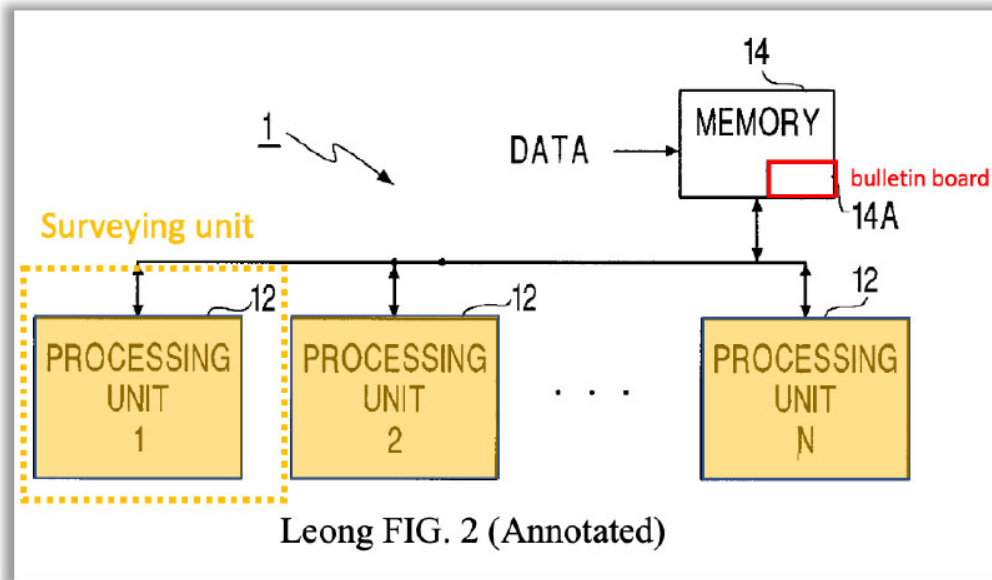 14
MEMORY
1
DATA
bulletin board
14A
Surveying unit
12
12
12
PROCESSING
UNIT
1
PROCESSING
UNIT
2
. . .
PROCESSING
UNIT
N
Leong FIG. 2 (Annotated)